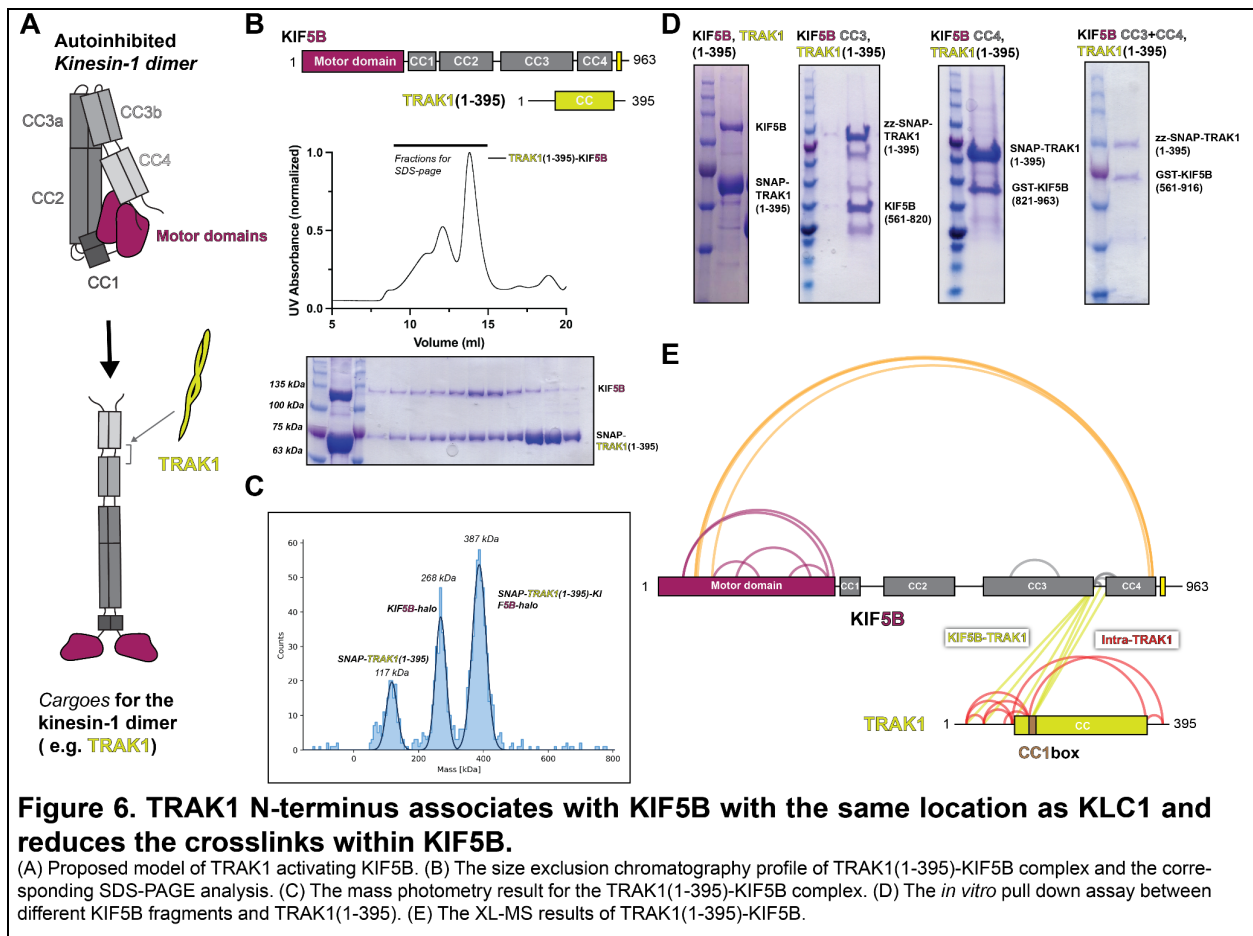 A
Autoinhibited
Kinesin-1 dimer
CC3a
CC3b
CC4
CC2
Motor domains
CC1
TRAK1
Cargoes for the
kinesin-1 dimer
( e.g. TRAK1)
B
KIF5B
1 Motor domain CC1 CC2 CC3 CC4 963
TRAK1(1-395) 1 CC 395
UV Absorbance (normalized)
1.0
0.5
0.0
Fractions for
SDS-page
TRAK1(1-395)-KIF5B
5 10 15 20
Volume (ml)
135 kDa
100 kDa
75 kDa
63 kDa
KIF5B
SNAP-
TRAK1(1-395)
C
Counts
60
50
40
30
20
10
0
387 kDa
268 kDa
KIF5B-halo
SNAP-TRAK1(1-395)-KI
F5B-halo
SNAP-TRAK1(1-395)
117 kDa
0 200 400 600 800
Mass [kDa]
D
KIF5B, TRAK1
(1-395)
KIF5B
SNAP-
TRAK1
(1-395)
KIF5B CC3,
TRAK1(1-395)
zz-SNAP-
TRAK1
(1-395)
KIF5B
(561-820)
KIF5B CC4,
TRAK1(1-395)
SNAP-TRAK1
(1-395)
GST-KIF5B
(821-963)
KIF5B CC3+CC4,
TRAK1(1-395)
zz-SNAP-TRAK1
(1-395)
GST-KIF5B
(561-916)
E
1 Motor domain CC1 CC2 CC3 CC4 963
KIF5B
KIF5B-TRAK1
Intra-TRAK1
TRAK1 1 CC 395
CC1box
Figure 6. TRAK1 N-terminus associates with KIF5B with the same location as KLC1 and
reduces the crosslinks within KIF5B.
(A) Proposed model of TRAK1 activating KIF5B. (B) The size exclusion chromatography profile of TRAK1(1-395)-KIF5B complex and the corre-
sponding SDS-PAGE analysis. (C) The mass photometry result for the TRAK1(1-395)-KIF5B complex. (D) The in vitro pull down assay between
different KIF5B fragments and TRAK1(1-395). (E) The XL-MS results of TRAK1(1-395)-KIF5B.